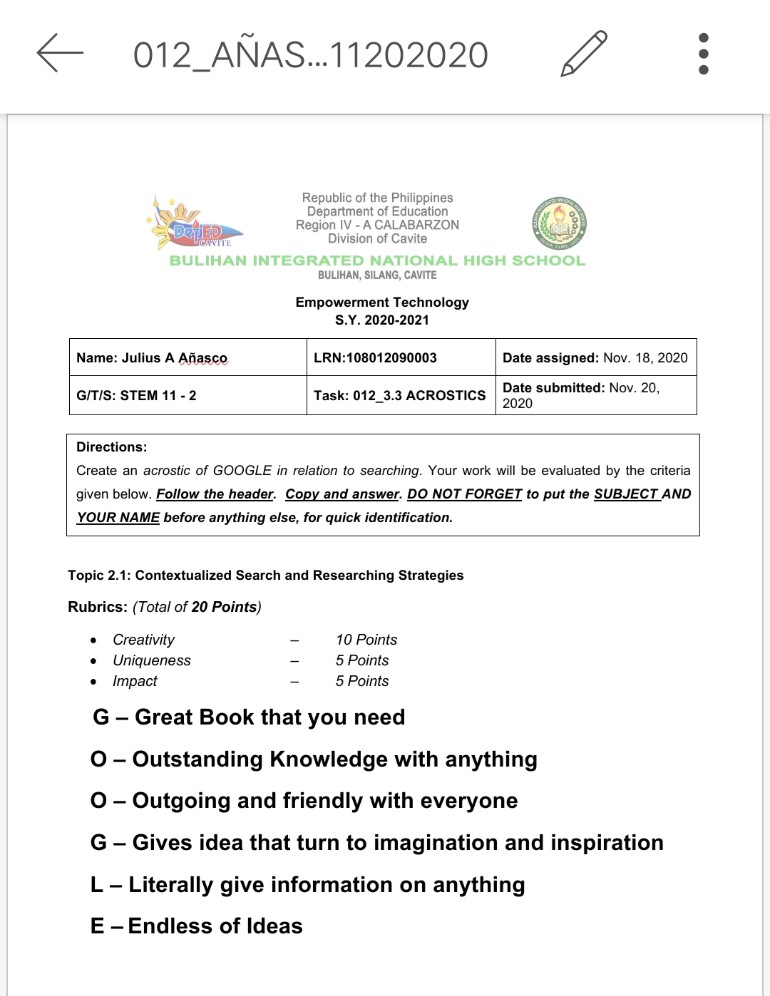 012_AÑAS...11202020
Republic of the Philippines
Department of Education
Region IV - A CALABARZON
Division of Cavite
DepED
CAVITE
BULIHAN INTEGRATED NATIONAL HIGH SCHOOL
BULIHAN, SILANG, CAVITE
Empowerment Technology
S.Y. 2020-2021
Name: Julius A Añasco
LRN:108012090003
Date assigned: Nov. 18, 2020
G/T/S: STEM 11 - 2
Task: 012_3.3 ACROSTICS
Date submitted: Nov. 20,
2020
Directions:
Create an acrostic of GOOGLE in relation to searching. Your work will be evaluated by the criteria
given below. Follow the header. Copy and answer. DO NOT FORGET to put the SUBJECT AND
YOUR NAME before anything else, for quick identification.
Topic 2.1: Contextualized Search and Researching Strategies
Rubrics: (Total of 20 Points)
• Creativity – 10 Points
• Uniqueness – 5 Points
• Impact – 5 Points
G – Great Book that you need
O – Outstanding Knowledge with anything
O – Outgoing and friendly with everyone
G – Gives idea that turn to imagination and inspiration
L – Literally give information on anything
E – Endless of Ideas